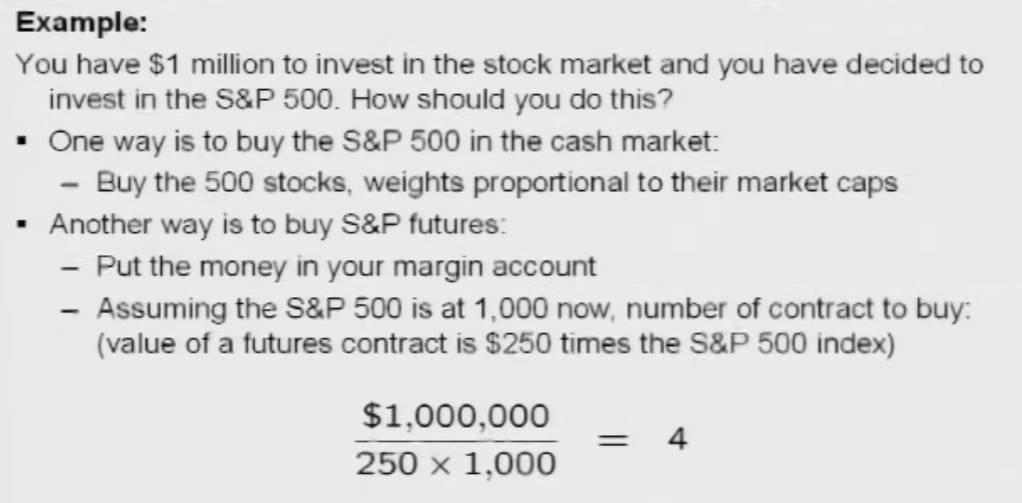 Example:
You have $1 million to invest in the stock market and you have decided to
invest in the S&P 500. How should you do this?
▪ One way is to buy the S&P 500 in the cash market:
– Buy the 500 stocks, weights proportional to their market caps
▪ Another way is to buy S&P futures:
– Put the money in your margin account
– Assuming the S&P 500 is at 1,000 now, number of contract to buy:
(value of a futures contract is $250 times the S&P 500 index)
$1,000,000
250 × 1,000
= 4